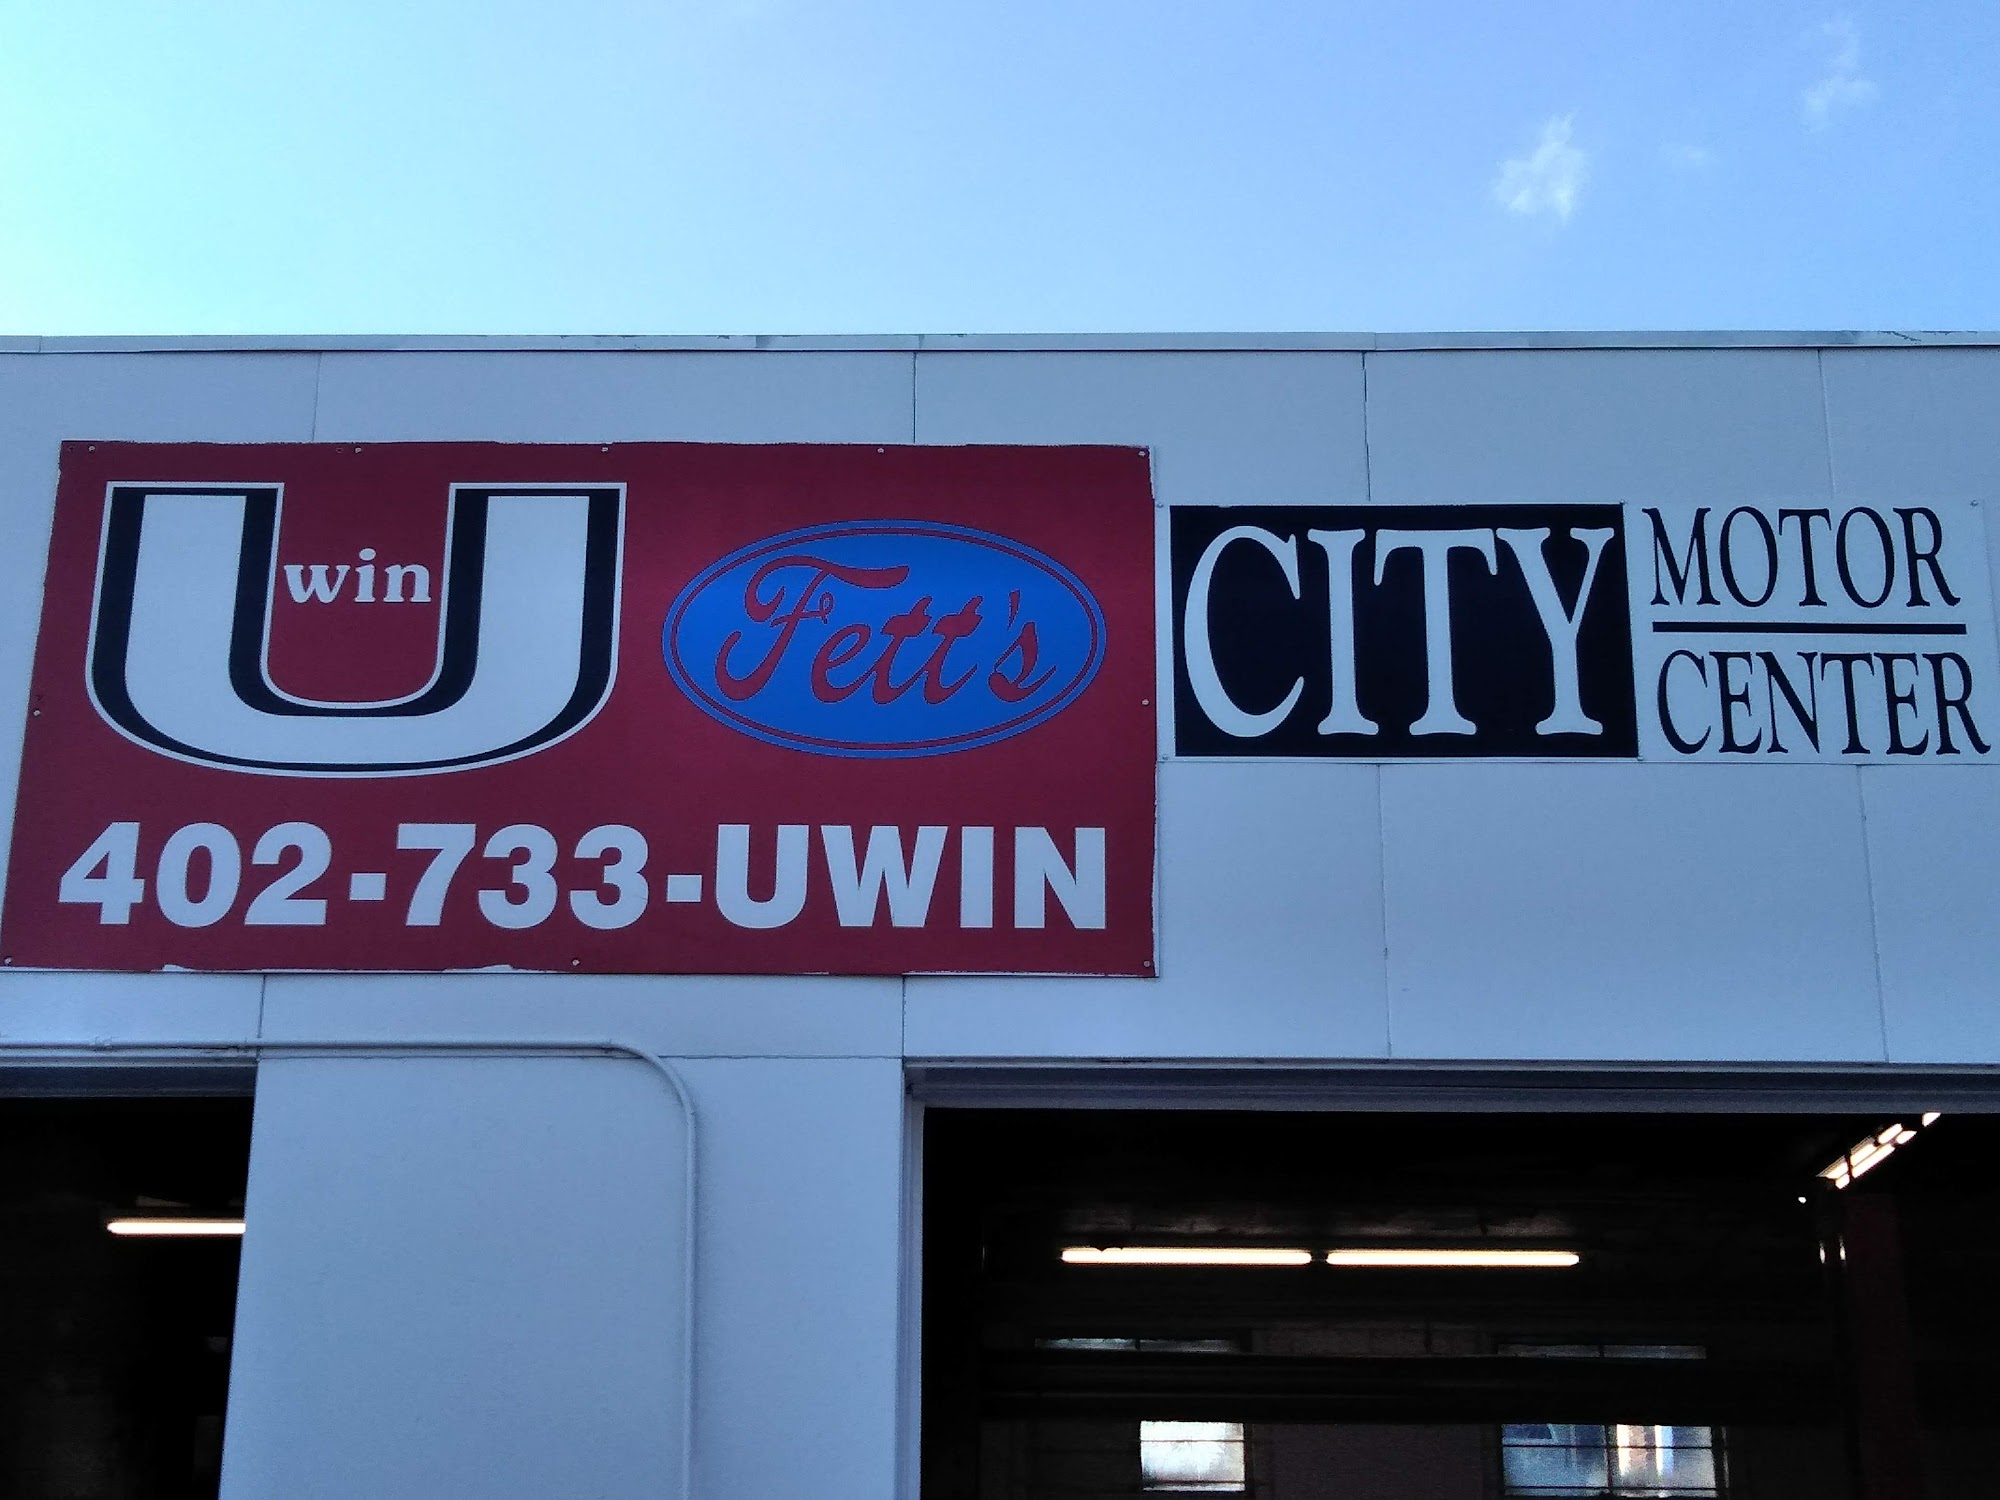 U win
Fett's
402-733-UWIN
CITY
MOTOR
CENTER